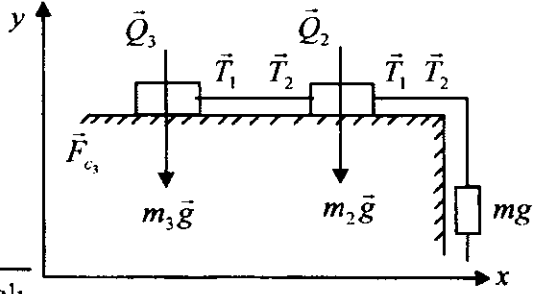 y
Q⃗₃ Q⃗₂
T⃗₁ T⃗₂ T⃗₁ T⃗₂
F⃗c₃
m₃g⃗ m₂g⃗ mg
x